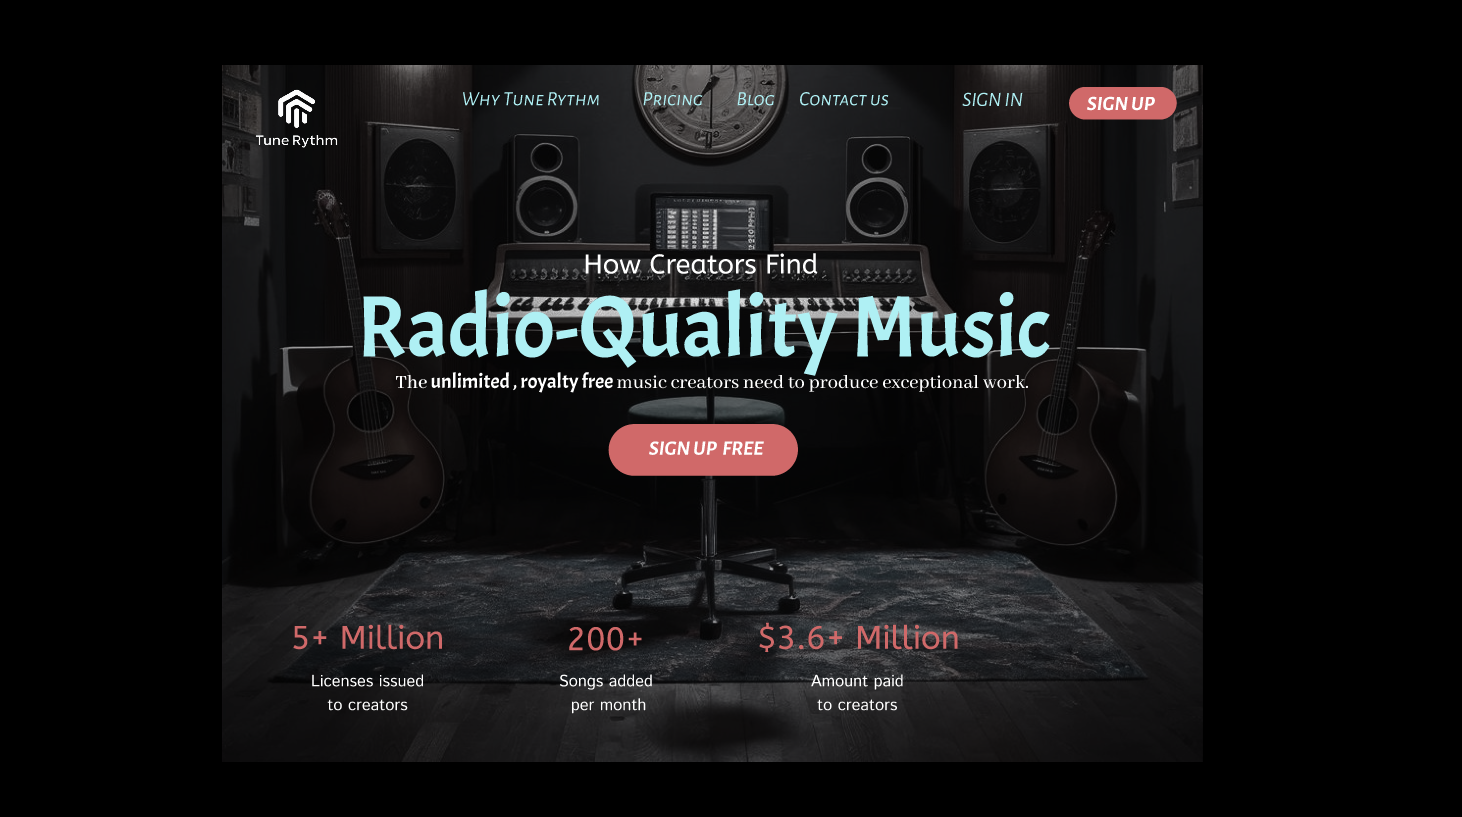 Why Tune Rythm Pricing Blog Contact us SIGN IN SIGN UP
Tune Rythm
How Creators Find
Radio-Quality Music
The unlimited , royalty free music creators need to produce exceptional work.
SIGN UP FREE
5+ Million 200+ $3.6+ Million
Licenses issued Songs added Amount paid
to creators per month to creators